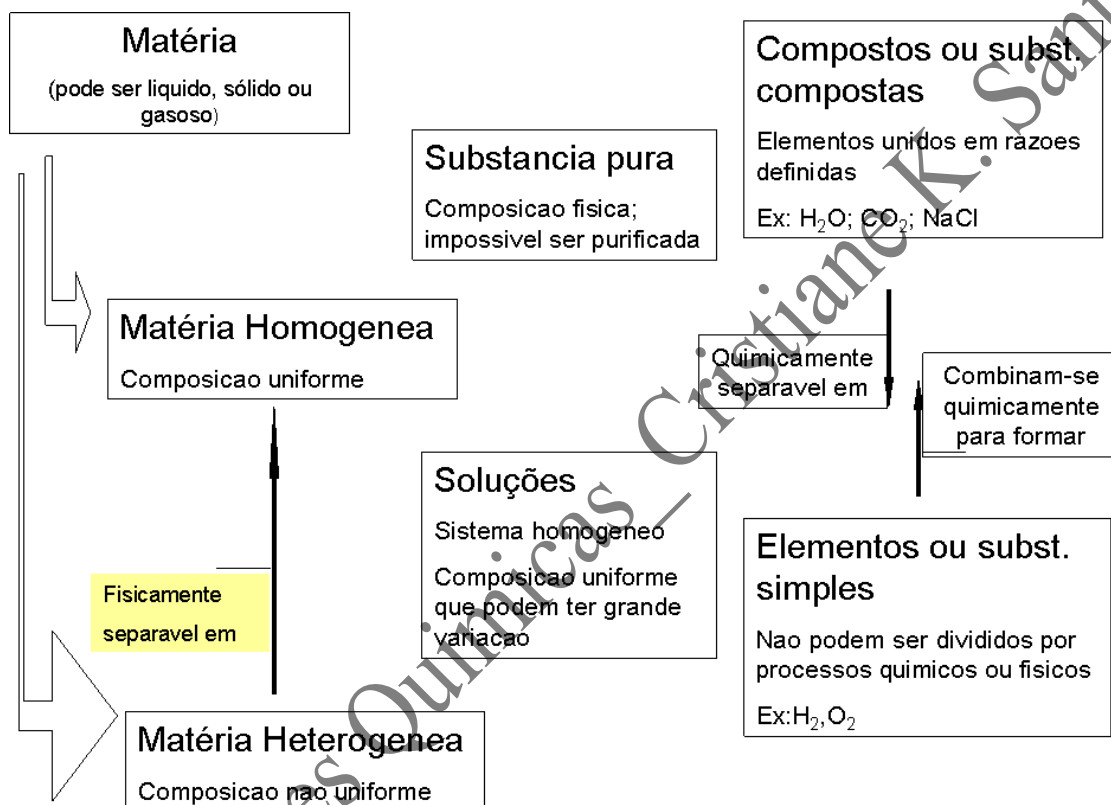 Matéria
(pode ser liquido, sólido ou
gasoso)
Compostos ou subst.
compostas
Elementos unidos em razoes
definidas
Ex: H₂O; CO₂; NaCl
Substancia pura
Composicao fisica;
impossivel ser purificada
Matéria Homogenea
Composicao uniforme
Quimicamente
separavel em
Combinam-se
quimicamente
para formar
Soluções
Sistema homogeneo
Composicao uniforme
que podem ter grande
variacao
Fisicamente
separavel em
Elementos ou subst.
simples
Nao podem ser divididos por
processos quimicos ou fisicos
Ex:H₂,O₂
Matéria Heterogenea
Composicao nao uniforme
Quimicas_Cristiane K.